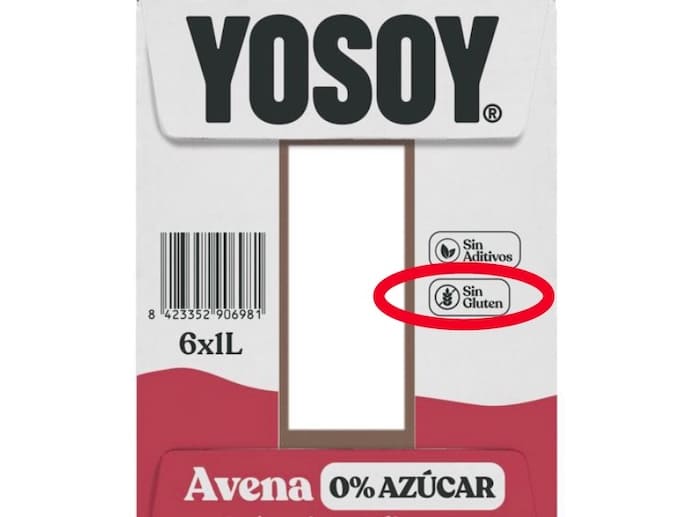 YOSOY®
Sin
Aditivos
Sin
Gluten
8 423352 906981
6x1L
Avena 0% AZÚCAR